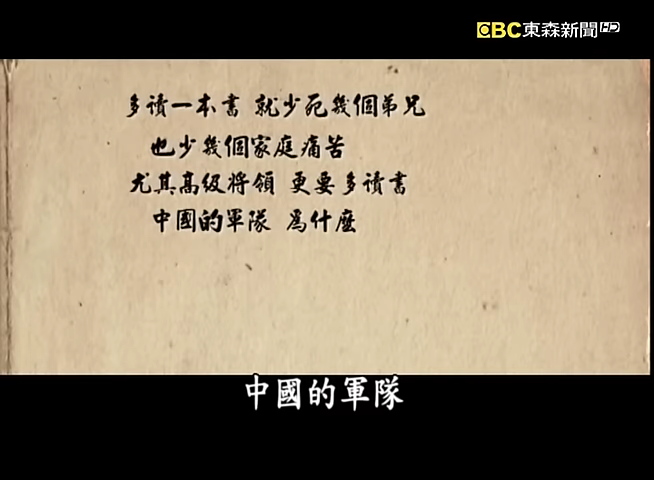 EBC東森新聞HD
多讀一本書 就少死幾個弟兄
也少幾個家庭痛苦
尤其高級將領 更要多讀書
中國的軍隊 為什麼
中國的軍隊